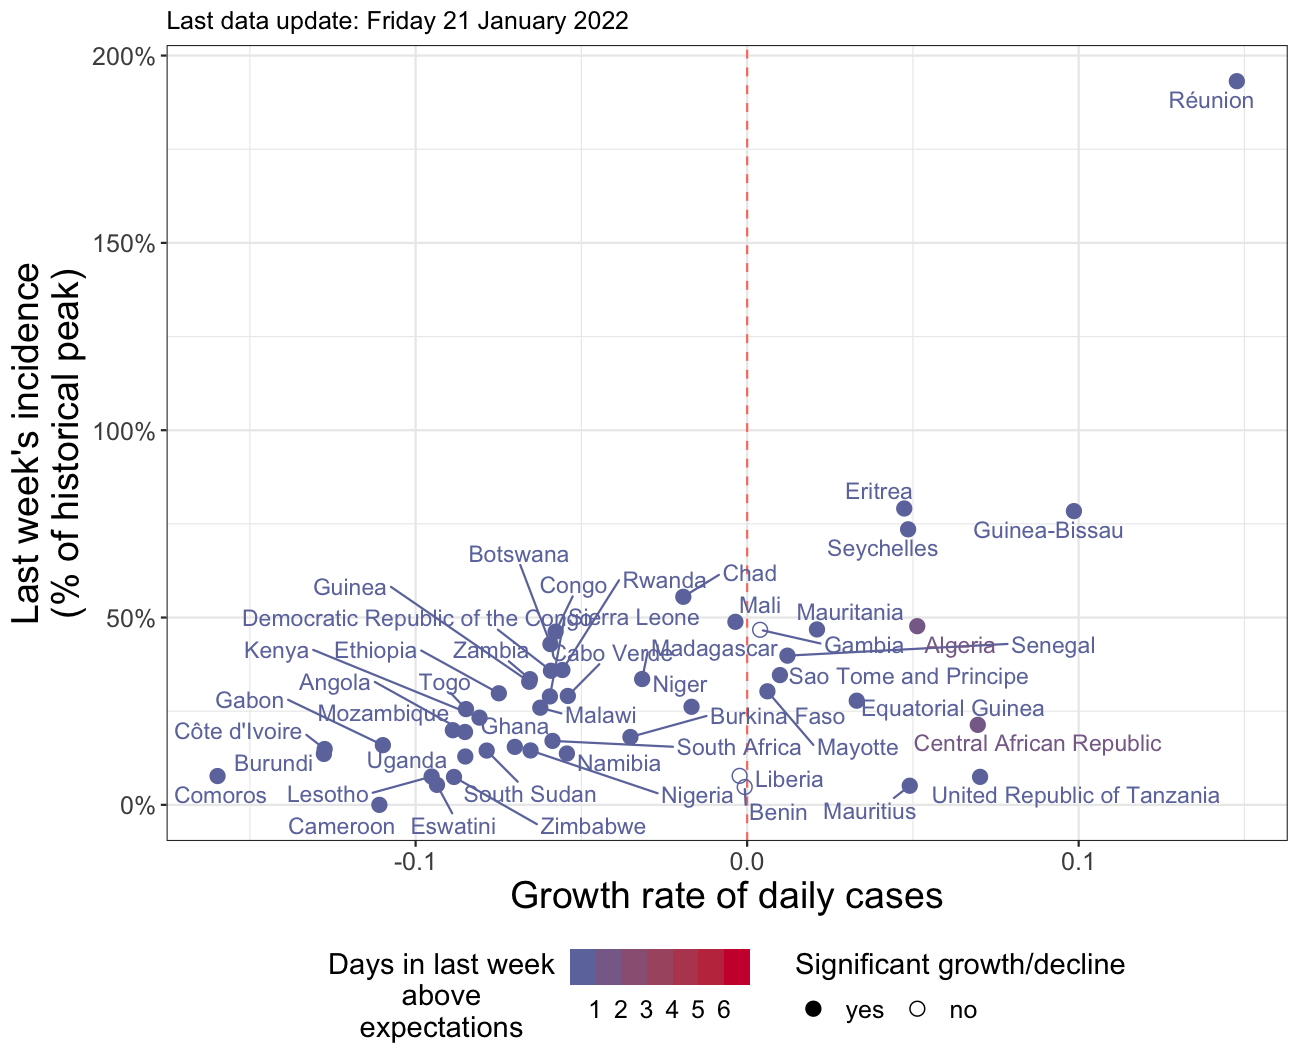 Last data update: Friday 21 January 2022
Last week's incidence
(% of historical peak)
200%
150%
100%
50%
0%
Réunion
Eritrea
Guinea-Bissau
Seychelles
Botswana
Chad
Guinea
Congo
Rwanda
Mali
Mauritania
Democratic Republic of the Congo
Sierra Leone
Gambia
Algeria
Senegal
Kenya
Ethiopia
Zambia
Cabo Verde
Madagascar
Angola
Togo
Niger
Sao Tome and Principe
Gabon
Mozambique
Ghana
Malawi
Burkina Faso
Equatorial Guinea
Côte d'Ivoire
South Africa
Mayotte
Central African Republic
Burundi
Uganda
Namibia
Liberia
Comoros
Lesotho
South Sudan
Nigeria
United Republic of Tanzania
Benin
Mauritius
Cameroon
Eswatini
Zimbabwe
-0.1
0.0
0.1
Growth rate of daily cases
Days in last week
above
expectations
1 2 3 4 5 6
Significant growth/decline
yes
no